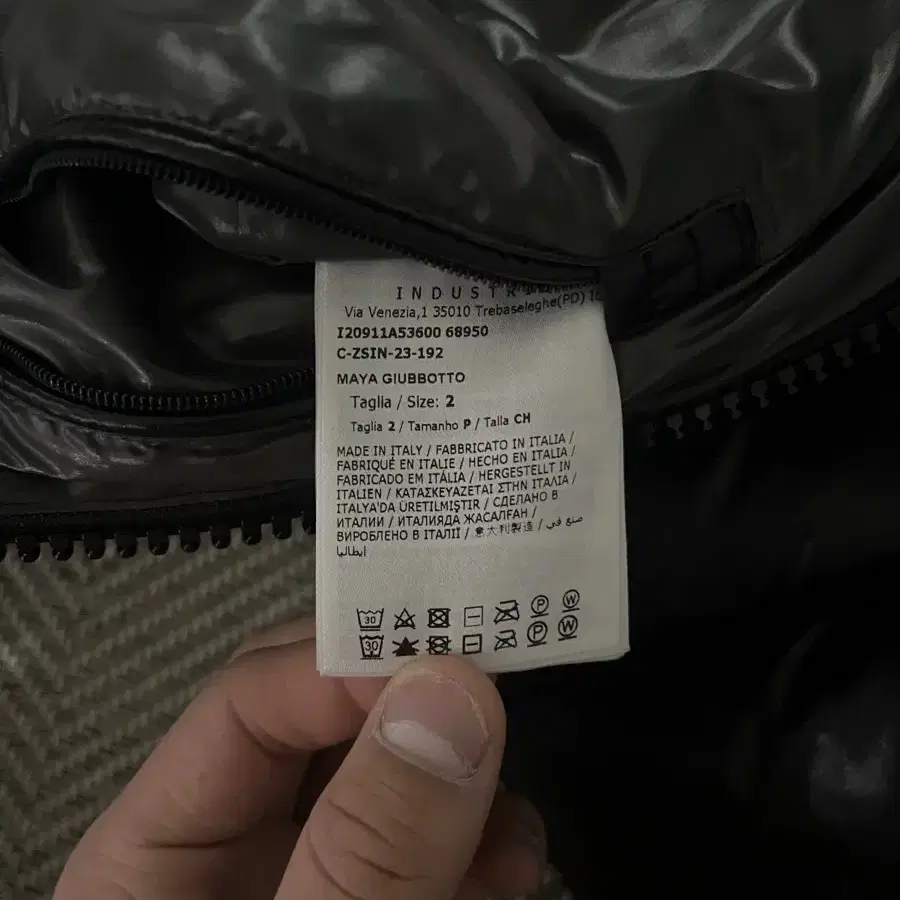 INDUSTR
Via Venezia,1 35010 Trebaseleghe(PD)
I20911A53600 68950
C-ZSIN-23-192
MAYA GIUBBOTTO
Taglia / Size: 2
Taglia 2 / Tamanho P / Talla CH
MADE IN ITALY / FABBRICATO IN ITALIA /
FABRIQUÉ EN ITALIE / HECHO EN ITALIA /
FABRICADO EM ITÁLIA / HERGESTELLT IN
ITALIEN / ΚΑΤΑΣΚΕΥΑΖΕΤΑΙ ΣΤΗΝ ΙΤΑΛΙΑ /
ITALYA'DA ÜRETILMIŞTIR / СДЕЛАНО В
ИТАЛИИ / ИТАЛИЯДА ЖАСАЛҒАН /
ВИРОБЛЕНО В ІТАЛІЇ / 意大利製造 / صنع في
إيطاليا
30 P W
30 P W